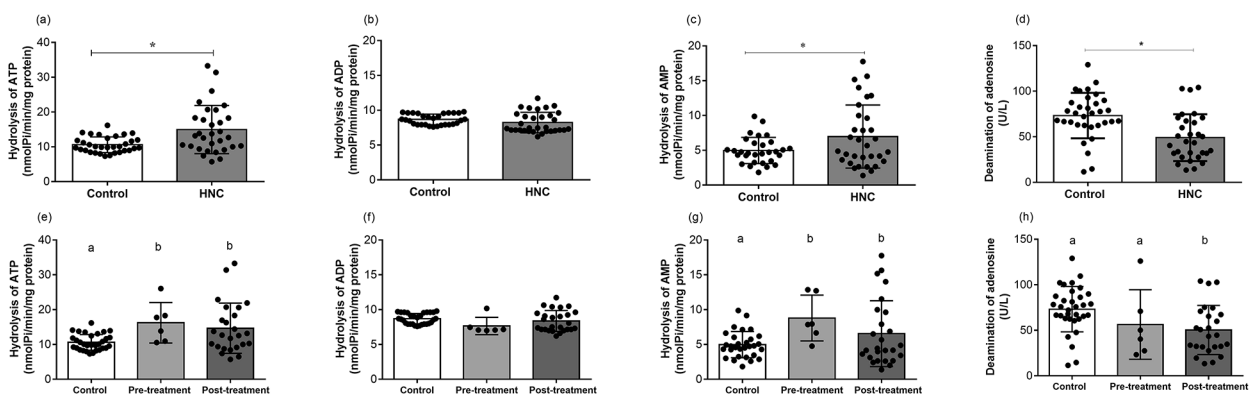 (a)
Hydrolysis of ATP
(nmolPI/min/mg protein)
40
30
20
10
0
*
Control
HNC
(b)
Hydrolysis of ADP
(nmolPI/min/mg protein)
20
15
10
5
0
Control
HNC
(c)
Hydrolysis of AMP
(nmolPI/min/mg protein)
20
15
10
5
0
*
Control
HNC
(d)
Deamination of adenosine
(U/L)
150
100
50
0
*
Control
HNC
(e)
Hydrolysis of ATP
(nmolPI/min/mg protein)
40
30
20
10
0
a
b
b
Control
Pre-treatment
Post-treatment
(f)
Hydrolysis of ADP
(nmolPI/min/mg protein)
20
15
10
5
0
Control
Pre-treatment
Post-treatment
(g)
Hydrolysis of AMP
(nmolPI/min/mg protein)
20
15
10
5
0
a
b
b
Control
Pre-treatment
Post-treatment
(h)
Deamination of adenosine
(U/L)
150
100
50
0
a
a
b
Control
Pre-treatment
Post-treatment